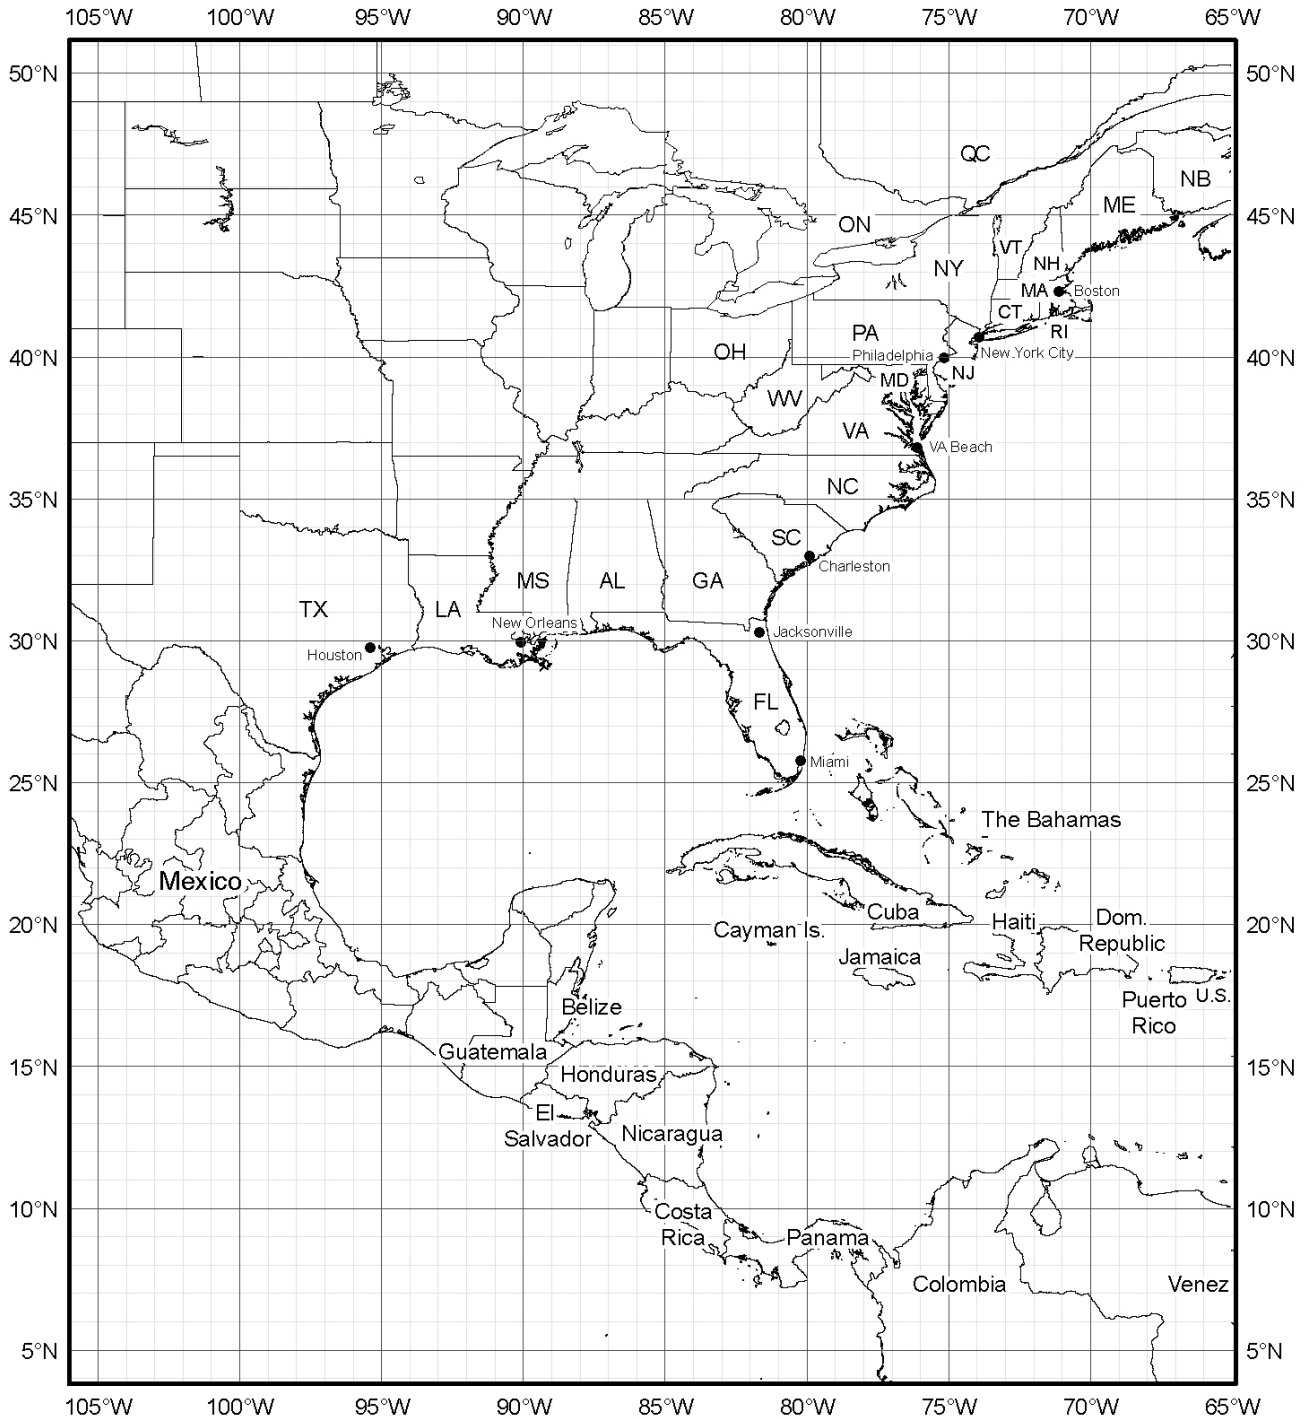 105°W 100°W 95°W 90°W 85°W 80°W 75°W 70°W 65°W
50°N 50°N
QC
NB
ME
45°N 45°N
ON
VT
NH
NY
MA Boston
CT
RI
PA
OH
Philadelphia New York City
40°N 40°N
NJ
MD
WV
VA
VA Beach
NC
35°N 35°N
SC
Charleston
MS AL GA
TX LA
New Orleans
Jacksonville
30°N 30°N
Houston
FL
Miami
25°N 25°N
The Bahamas
Mexico
Cuba
Haiti
Dom.
Republic
20°N 20°N
Cayman Is.
Jamaica
U.S.
Puerto
Rico
Belize
Guatemala
15°N 15°N
Honduras
El
Salvador
Nicaragua
10°N 10°N
Costa
Rica
Panama
Colombia Venez
5°N 5°N
105°W 100°W 95°W 90°W 85°W 80°W 75°W 70°W 65°W